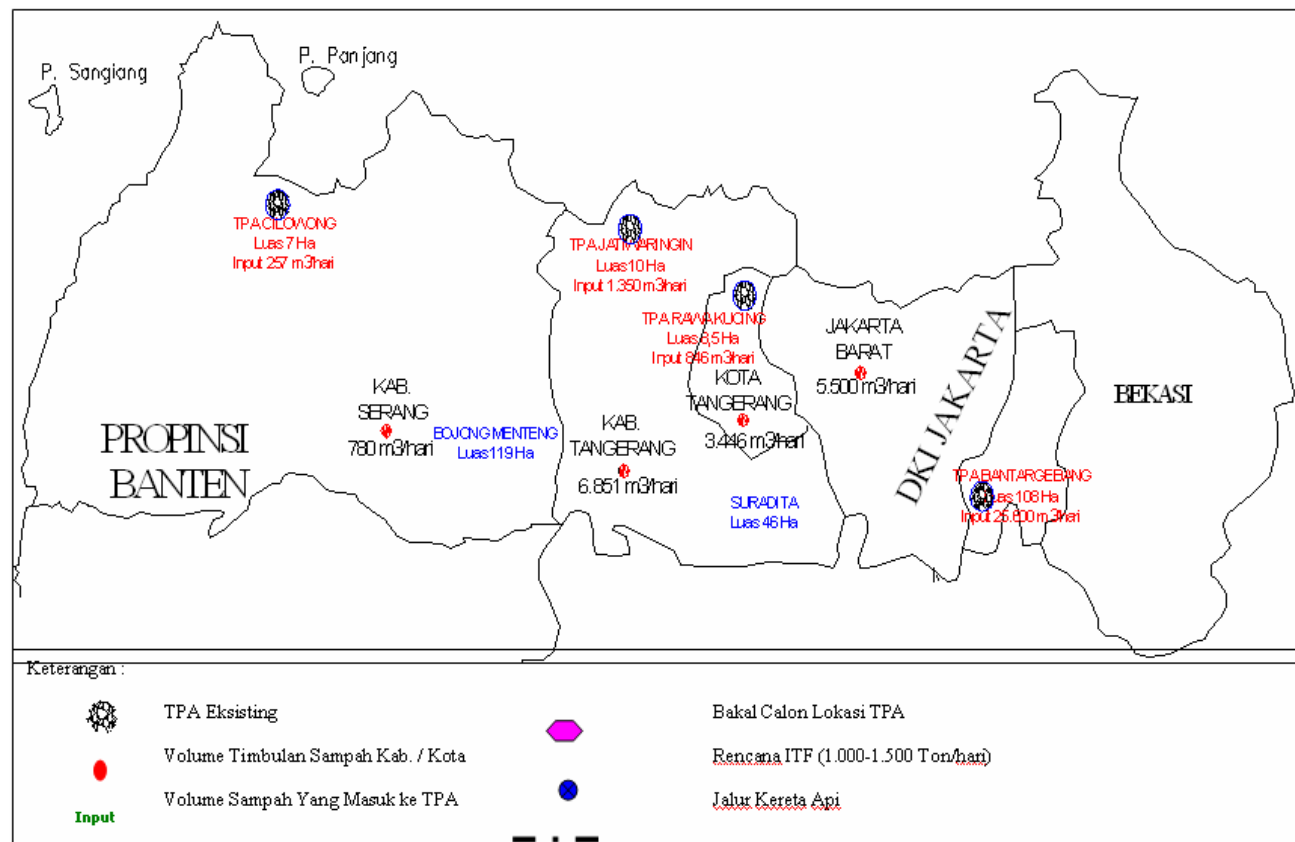 P. Sangiang
P. Panjang
TPA CILOWONG
Luas 7 Ha
Input 257 m3/hari
TPA JATIWARINGIN
Luas 10 Ha
Input 1.350 m3/hari
TPA RAWA KUCING
Luas 8,5 Ha
Input 846 m3/hari
JAKARTA
BARAT
5.500 m3/hari
KOTA
TANGERANG
3.446 m3/hari
DKI JAKARTA
BEKASI
KAB.
SERANG
780 m3/hari
BOJONG MENTENG
Luas 119 Ha
KAB.
TANGERANG
6.851 m3/hari
PROPINSI
BANTEN
SURADITA
Luas 46 Ha
TPA BANTARGEBANG
Luas 108 Ha
Input m3/hari
Keterangan :
TPA Eksisting
Bakal Calon Lokasi TPA
Volume Timbulan Sampah Kab. / Kota
Rencana ITF (1.000-1.500 Ton/hari)
Input
Volume Sampah Yang Masuk ke TPA
Jalur Kereta Api